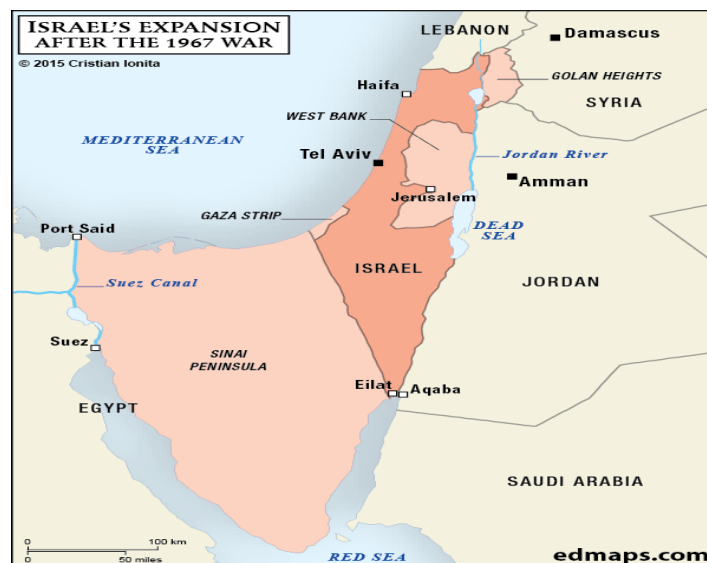 ISRAEL'S EXPANSION
AFTER THE 1967 WAR
© 2015 Cristian Ionita
LEBANON
Damascus
GOLAN HEIGHTS
SYRIA
Haifa
WEST BANK
MEDITERRANEAN
SEA
Tel Aviv
Jordan River
Amman
Jerusalem
GAZA STRIP
DEAD
SEA
Port Said
ISRAEL
JORDAN
Suez Canal
Suez
SINAI
PENINSULA
Eilat
Aqaba
EGYPT
SAUDI ARABIA
0
100 km
0
50 miles
RED SEA
edmaps.com